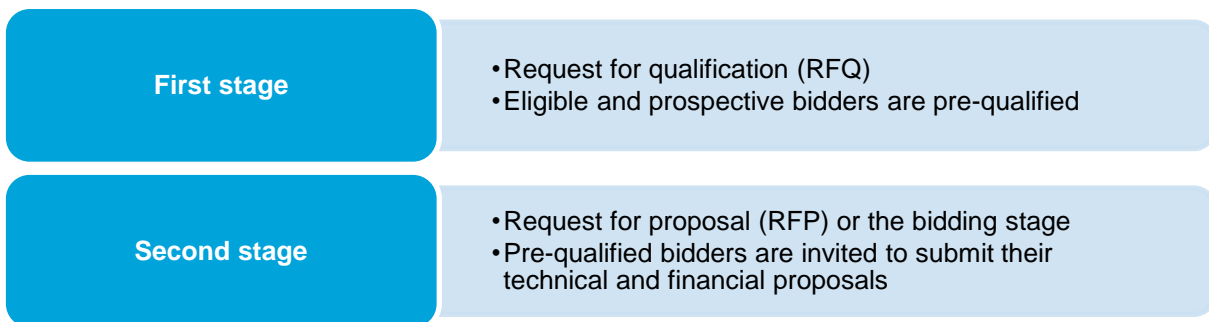 First stage
•Request for qualification (RFQ)
•Eligible and prospective bidders are pre-qualified
Second stage
•Request for proposal (RFP) or the bidding stage
•Pre-qualified bidders are invited to submit their
technical and financial proposals